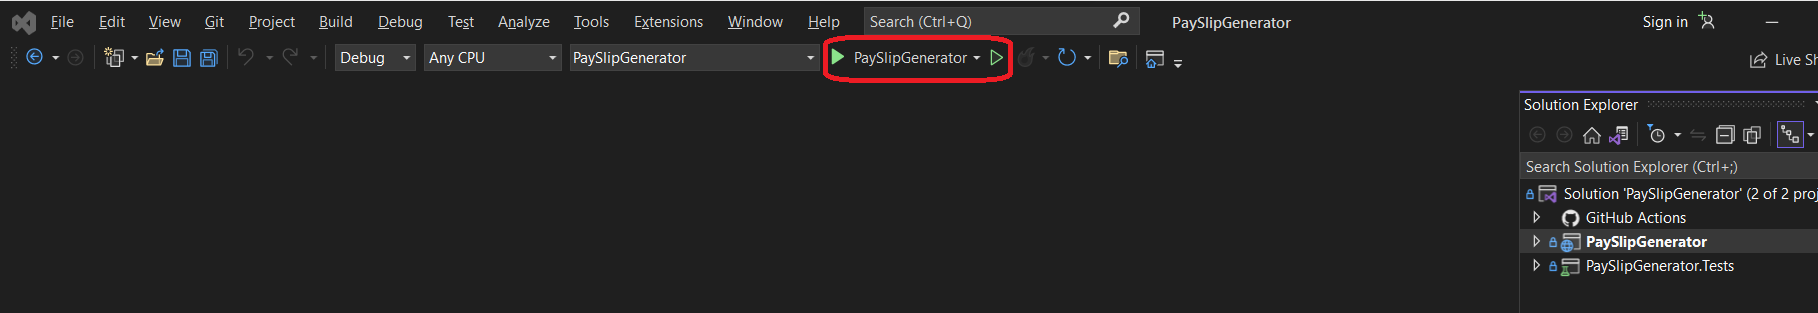 File Edit View Git Project Build Debug Test Analyze Tools Extensions Window Help Search (Ctrl+Q) PaySlipGenerator Sign in
Debug Any CPU PaySlipGenerator PaySlipGenerator Live Sh
Solution Explorer
Search Solution Explorer (Ctrl+;)
Solution 'PaySlipGenerator' (2 of 2 proj
GitHub Actions
PaySlipGenerator
PaySlipGenerator.Tests